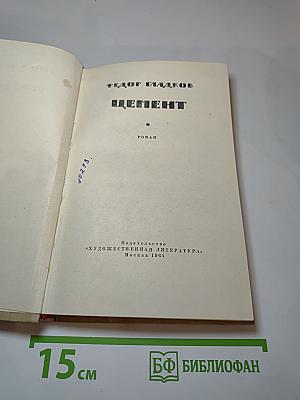 ФЕДОР ГЛАДКОВ
ЦЕМЕНТ
РОМАН
Издательство
«ХУДОЖЕСТВЕННАЯ ЛИТЕРАТУРА»
Москва 1964
15 см
БФ БИБЛИОФАН